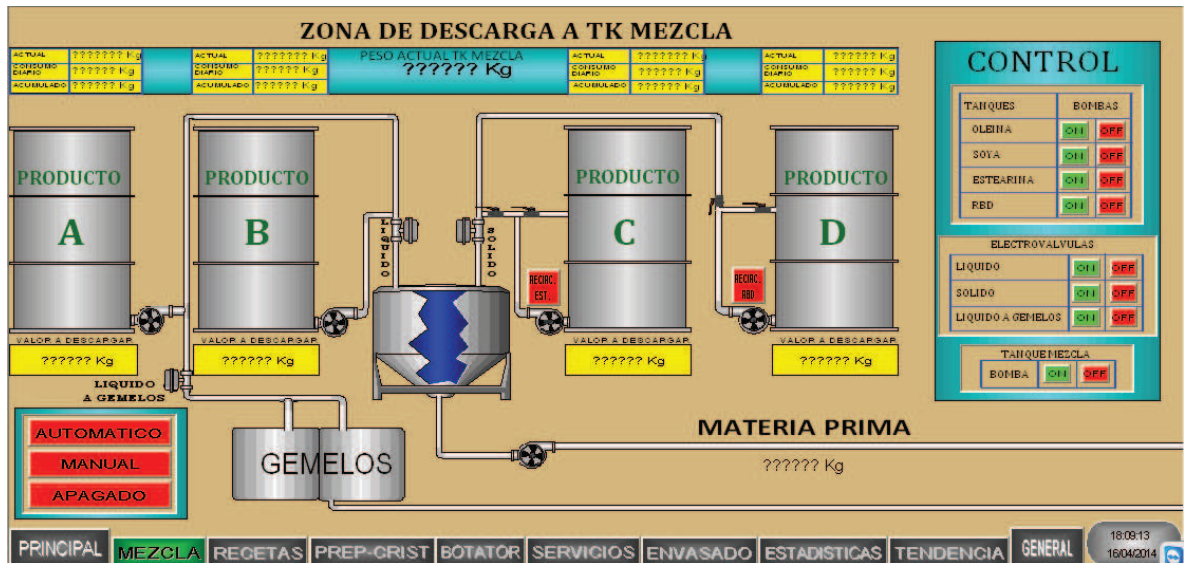 ZONA DE DESCARGA A TK MEZCLA
ACTUAL ??????? Kg
CONSUMO DIARIO ??????? Kg
ACUMULADO ??????? Kg
ACTUAL ??????? Kg
CONSUMO DIARIO ??????? Kg
ACUMULADO ??????? Kg
PESO ACTUAL TK MEZCLA
?????? Kg
ACTUAL ??????? Kg
CONSUMO DIARIO ??????? Kg
ACUMULADO ??????? Kg
ACTUAL ??????? Kg
CONSUMO DIARIO ??????? Kg
ACUMULADO ??????? Kg
PRODUCTO
A
PRODUCTO
B
LIQUIDO
SOLIDO
PRODUCTO
C
PRODUCTO
D
RECIRC.
EST.
RECIRC.
RBD
VALOR A DESCARGAR
?????? Kg
VALOR A DESCARGAR
?????? Kg
VALOR A DESCARGAR
?????? Kg
VALOR A DESCARGAR
?????? Kg
LIQUIDO
A GEMELOS
AUTOMATICO
MANUAL
APAGADO
GEMELOS
MATERIA PRIMA
?????? Kg
CONTROL
TANQUES BOMBAS
OLEINA ON OFF
SOYA ON OFF
ESTEARINA ON OFF
RBD ON OFF
ELECTROVALVULAS
LIQUIDO ON OFF
SOLIDO ON OFF
LIQUIDO A GEMELOS ON OFF
TANQUE MEZCLA
BOMBA ON OFF
PRINCIPAL MEZCLA RECETAS PREP-CRIST BOTATOR SERVICIOS ENVASADO ESTADISTICAS TENDENCIA GENERAL
18:09:13
16/04/2014